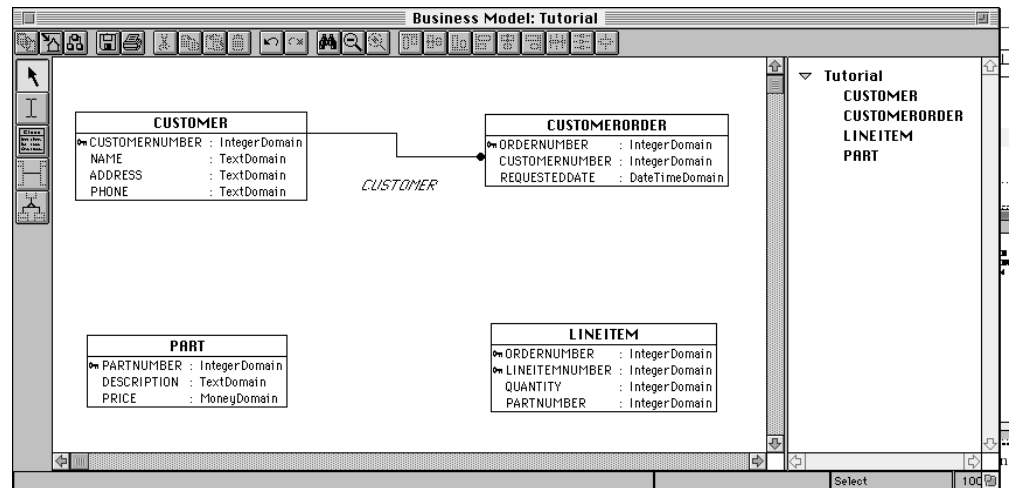 Business Model: Tutorial
Tutorial
CUSTOMER
CUSTOMERORDER
LINEITEM
PART
CUSTOMER
CUSTOMERNUMBER : IntegerDomain
NAME : TextDomain
ADDRESS : TextDomain
PHONE : TextDomain
CUSTOMER
CUSTOMERORDER
ORDERNUMBER : IntegerDomain
CUSTOMERNUMBER : IntegerDomain
REQUESTEDDATE : DateTimeDomain
PART
PARTNUMBER : IntegerDomain
DESCRIPTION : TextDomain
PRICE : MoneyDomain
LINEITEM
ORDERNUMBER : IntegerDomain
LINEITEMNUMBER : IntegerDomain
QUANTITY : IntegerDomain
PARTNUMBER : IntegerDomain
Select
100